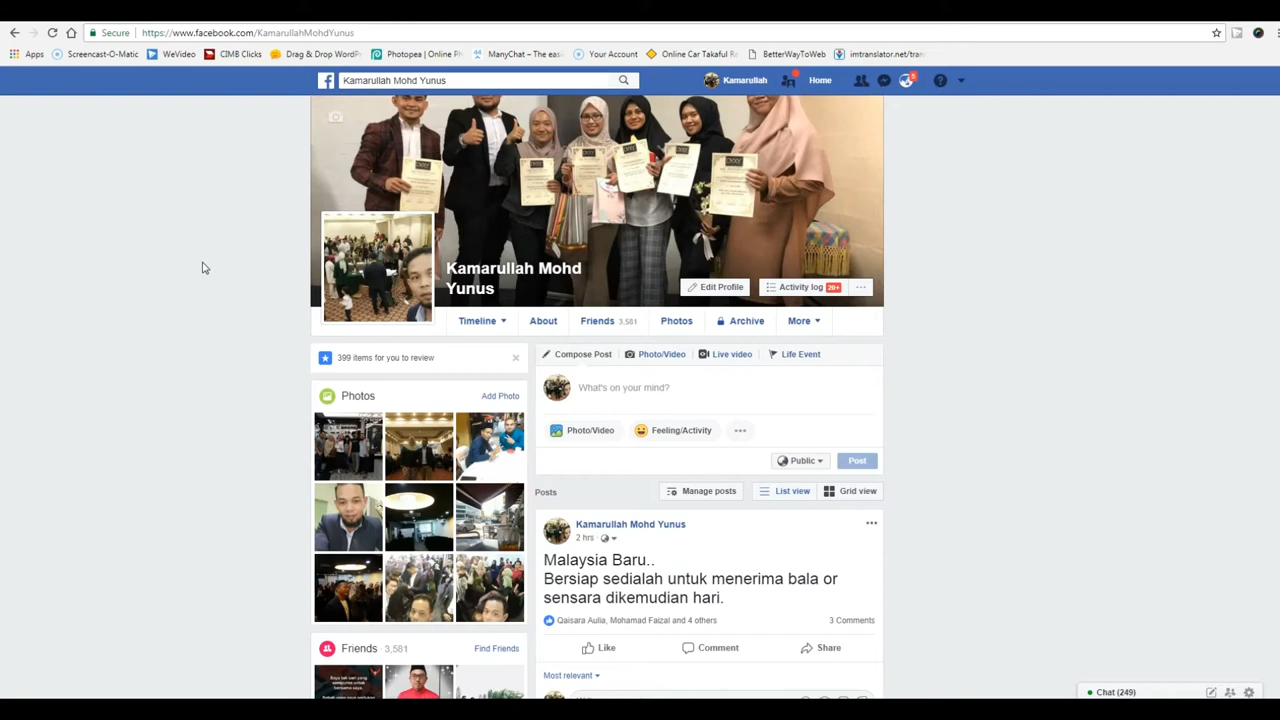 Secure https://www.facebook.com/KamarullahMohdYunus
Apps Screencast-O-Matic WeVideo CIMB Clicks Drag & Drop WordP Photopea | Online Ph ManyChat – The easi Your Account Online Car Takaful Re BetterWayToWeb imtranslator.net/tran
Kamarullah Mohd Yunus Kamarullah Home 5
Kamarullah Mohd
Yunus
Edit Profile Activity log 20+ ...
Timeline About Friends 3,581 Photos Archive More
399 items for you to review
Compose Post Photo/Video Live video Life Event
What's on your mind?
Photos Add Photo
Photo/Video Feeling/Activity
Public Post
Posts Manage posts List view Grid view
Kamarullah Mohd Yunus
2 hrs ·
Malaysia Baru..
Bersiap sedialah untuk menerima bala or
sensara dikemudian hari.
Qaisara Aulia, Mohamad Faizal and 4 others 3 Comments
Like Comment Share
Friends · 3,581 Find Friends
Most relevant
Chat (249)